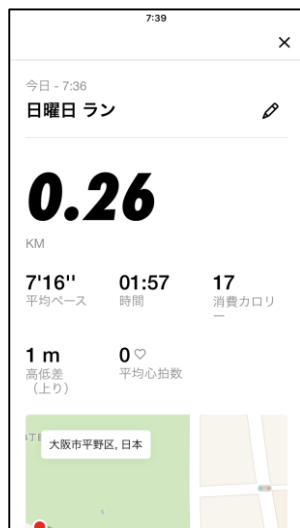 7:39
今日 - 7:36
日曜日 ラン
0.26
KM
7'16''
平均ペース
01:57
時間
17
消費カロリ
ー
1 m
高低差
(上り)
0♡
平均心拍数
大阪市平野区, 日本